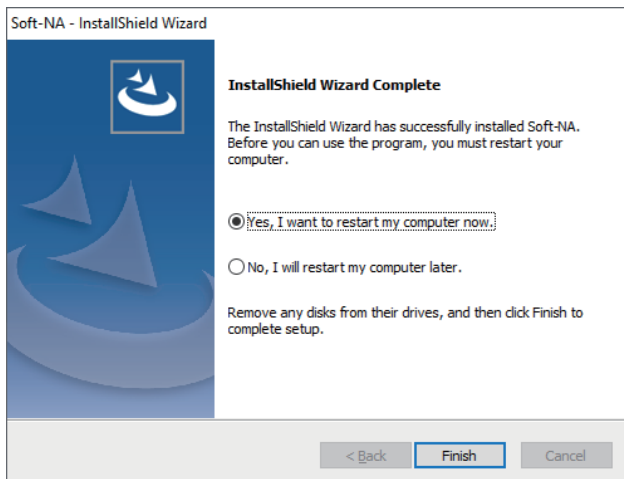 Soft-NA - InstallShield Wizard
InstallShield Wizard Complete
The InstallShield Wizard has successfully installed Soft-NA.
Before you can use the program, you must restart your
computer.
Yes, I want to restart my computer now.
No, I will restart my computer later.
Remove any disks from their drives, and then click Finish to
complete setup.
< Back Finish Cancel